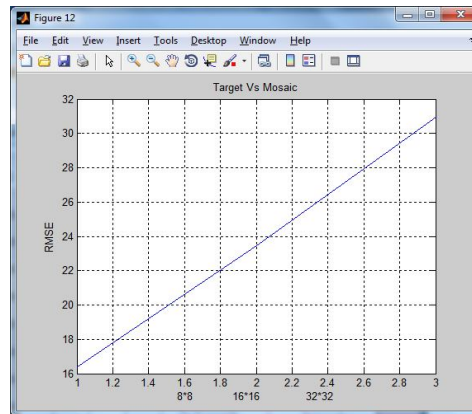 Figure 12
File Edit View Insert Tools Desktop Window Help
Target Vs Mosaic
32
30
28
26
24
22
20
18
16
RMSE
1 1.2 1.4 1.6 1.8 2 2.2 2.4 2.6 2.8 3
8*8 16*16 32*32